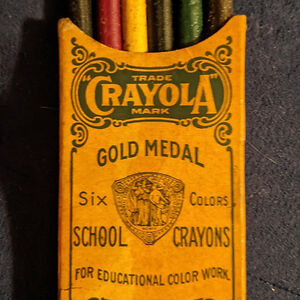 TRADE
"CRAYOLA"
MARK
GOLD MEDAL
Six COLORS
SCHOOL CRAYONS
FOR EDUCATIONAL COLOR WORK.